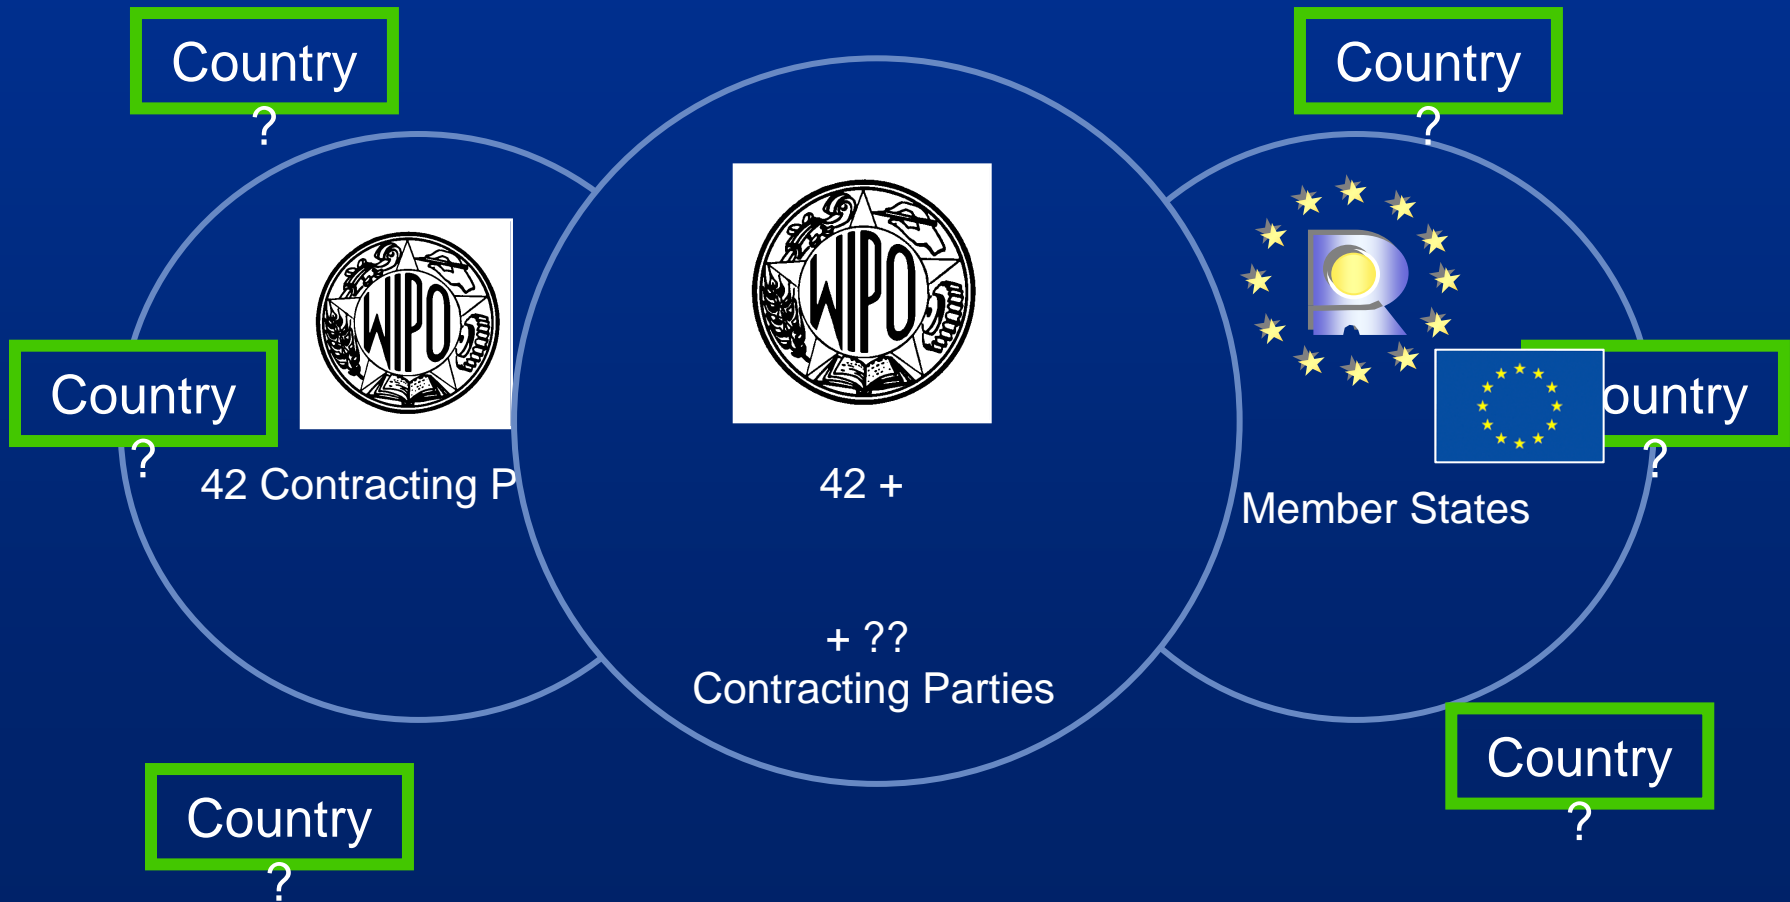 Country
?
Country
?
WIPO
WIPO
Country
?
ountry
?
42 Contracting P
42 +
Member States
+ ??
Contracting Parties
Country
?
Country
?